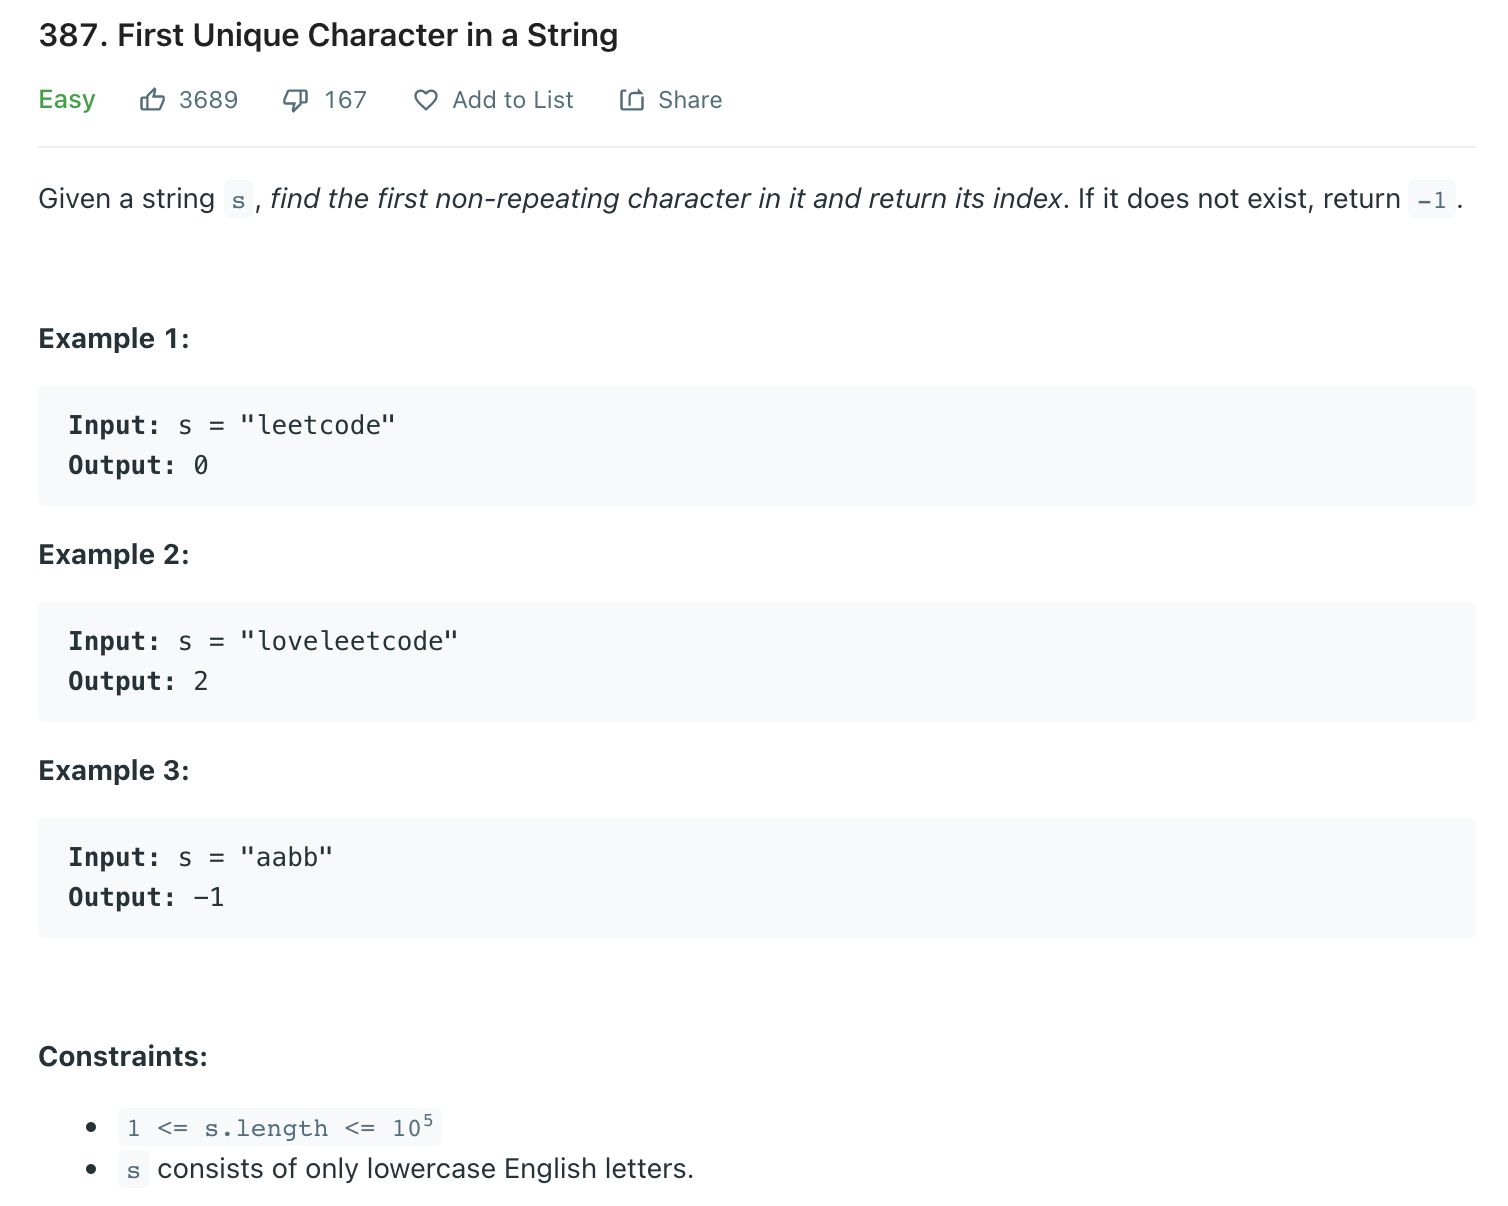 387. First Unique Character in a String
Easy 3689 167 Add to List Share
Given a string s, find the first non-repeating character in it and return its index. If it does not exist, return -1.
Example 1:
Input: s = "leetcode"
Output: 0
Example 2:
Input: s = "loveleetcode"
Output: 2
Example 3:
Input: s = "aabb"
Output: -1
Constraints:
• 1 <= s.length <= 10⁵
• s consists of only lowercase English letters.